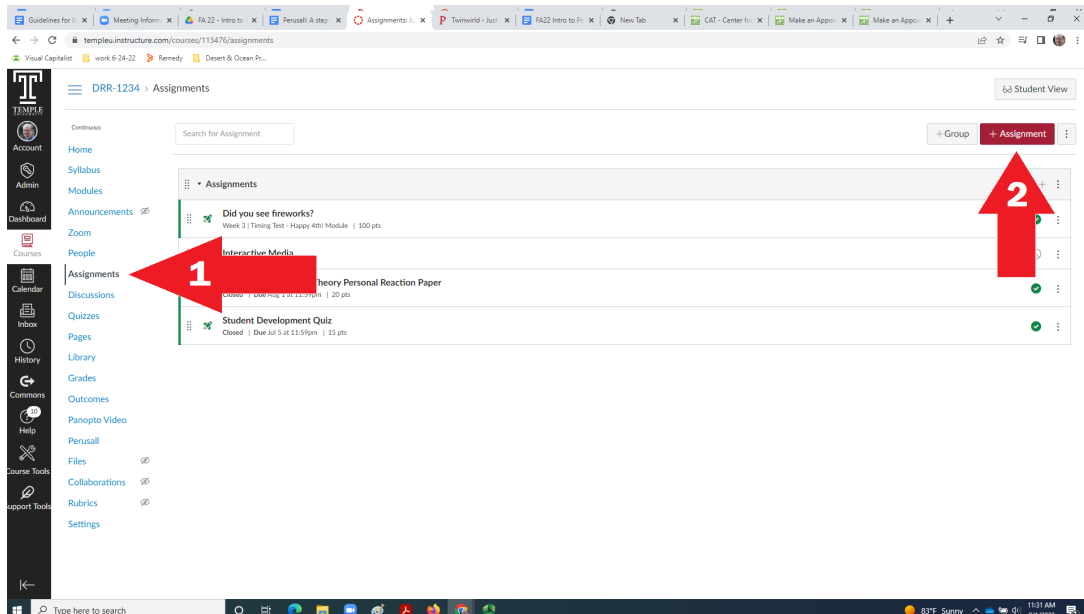 Guidelines for U
Meeting Inform
FA 22 - Intro to
Perusall: A step
Assignments: Ju
Twinwirld - Just
FA22 Intro to Pe
New Tab
CAT - Center fo
Make an Appoi
Make an Appoi
templeu.instructure.com/courses/113476/assignments
Visual Capitalist
work 6-24-22
Remedy
Desert & Ocean Pr...
TEMPLE
UNIVERSITY
DRR-1234 › Assignments
Student View
Account
Admin
Dashboard
Courses
Calendar
Inbox
History
Commons
10
Help
Course Tools
upport Tools
Continuous
Home
Syllabus
Modules
Announcements
Zoom
People
Assignments
Discussions
Quizzes
Pages
Library
Grades
Outcomes
Panopto Video
Perusall
Files
Collaborations
Rubrics
Settings
Search for Assignment
+Group
+ Assignment
Assignments
+
Did you see fireworks?
Week 3 | Timing Test - Happy 4th! Module | 100 pts
Interactive Media
Theory Personal Reaction Paper
Closed | Due Aug 1 at 11:59pm | 20 pts
Student Development Quiz
Closed | Due Jul 5 at 11:59pm | 15 pts
1
2
Type here to search
83°F Sunny
11:31 AM